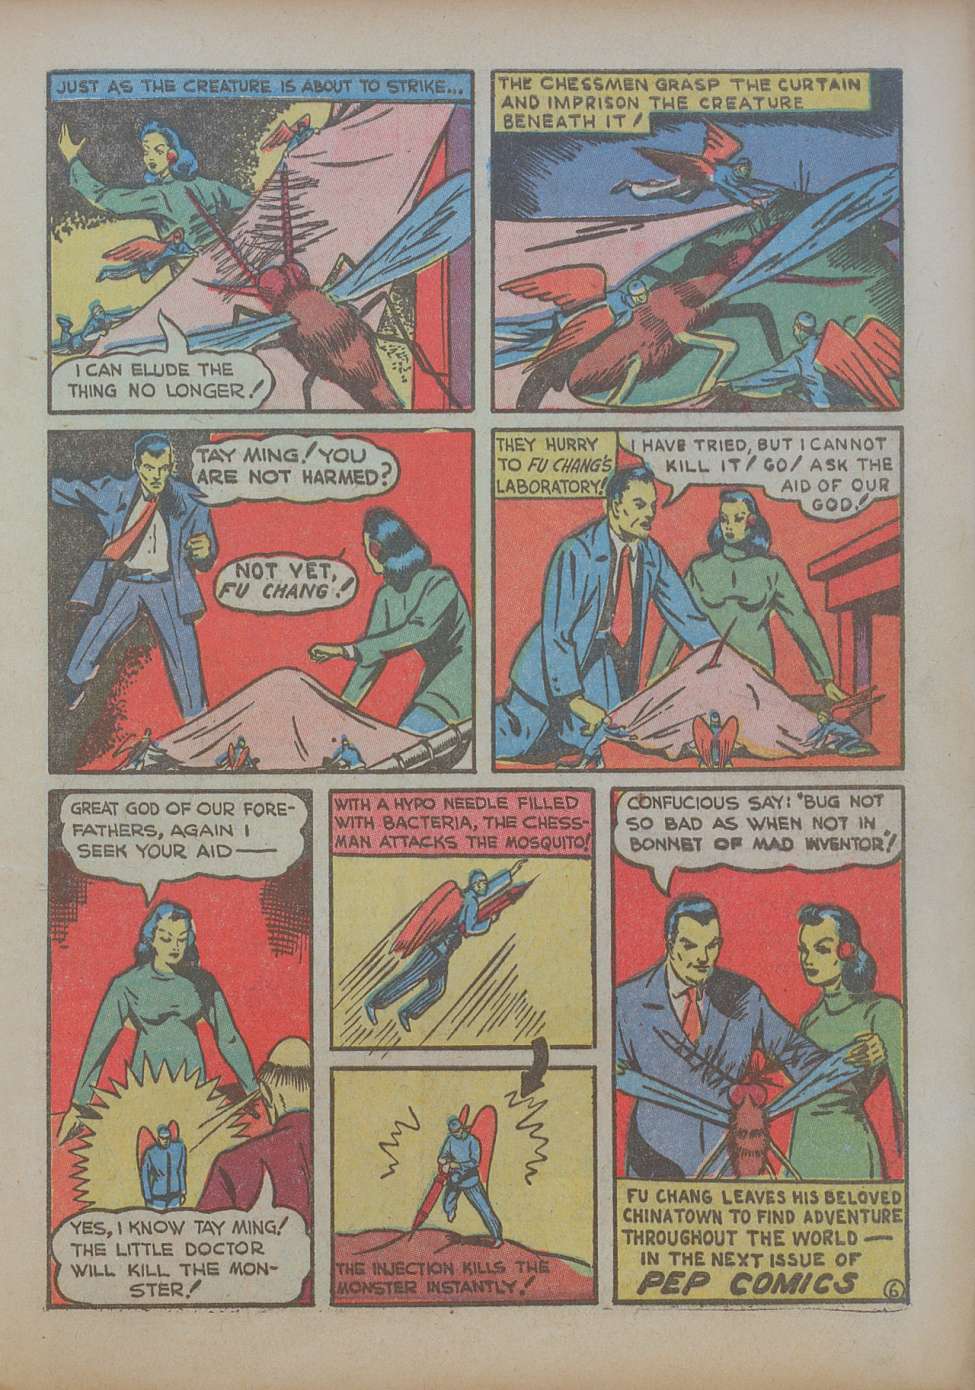 JUST AS THE CREATURE IS ABOUT TO STRIKE...
I CAN ELUDE THE
THING NO LONGER!
THE CHESSMEN GRASP THE CURTAIN
AND IMPRISON THE CREATURE
BENEATH IT!
TAY MING! YOU
ARE NOT HARMED?
NOT YET,
FU CHANG!
THEY HURRY
TO FU CHANG'S
LABORATORY!
I HAVE TRIED, BUT I CANNOT
KILL IT! GO! ASK THE
AID OF OUR
GOD!
GREAT GOD OF OUR FORE-
FATHERS, AGAIN I
SEEK YOUR AID—
YES, I KNOW TAY MING!
THE LITTLE DOCTOR
WILL KILL THE MON-
STER!
WITH A HYPO NEEDLE FILLED
WITH BACTERIA, THE CHESS-
MAN ATTACKS THE MOSQUITO!
THE INJECTION KILLS THE
MONSTER INSTANTLY!
CONFUCIOUS SAY: "BUG NOT
SO BAD AS WHEN NOT IN
BONNET OF MAD INVENTOR"!
FU CHANG LEAVES HIS BELOVED
CHINATOWN TO FIND ADVENTURE
THROUGHOUT THE WORLD—
IN THE NEXT ISSUE OF
PEP COMICS
6